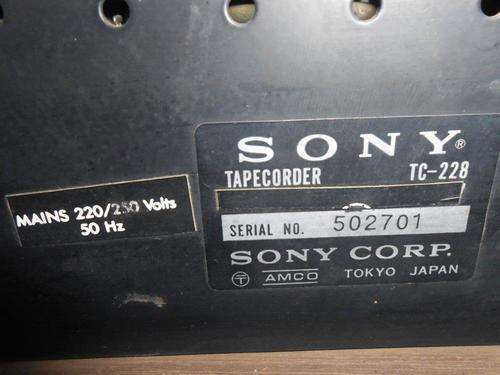 SONY®
TAPECORDER TC-228
MAINS 220/250 Volts
50 Hz
SERIAL NO. 502701
SONY CORP.
T AMCO TOKYO JAPAN